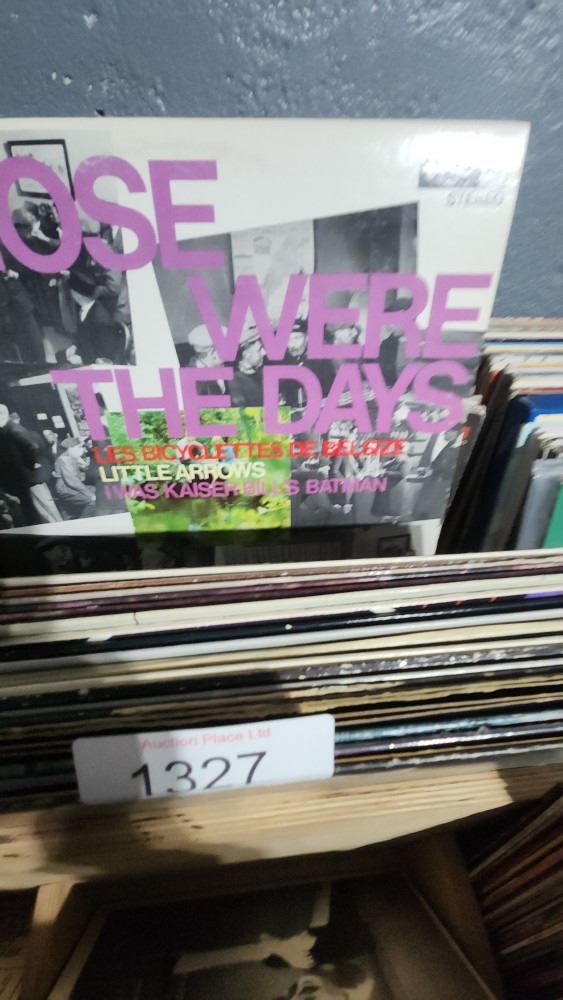 OSE
STEREO
WERE
THE DAYS
LES BICYCLETTES DE BELSIZE
LITTLE ARROWS
I WAS KAISER BILL'S BATMAN
Auction Place Ltd
1327